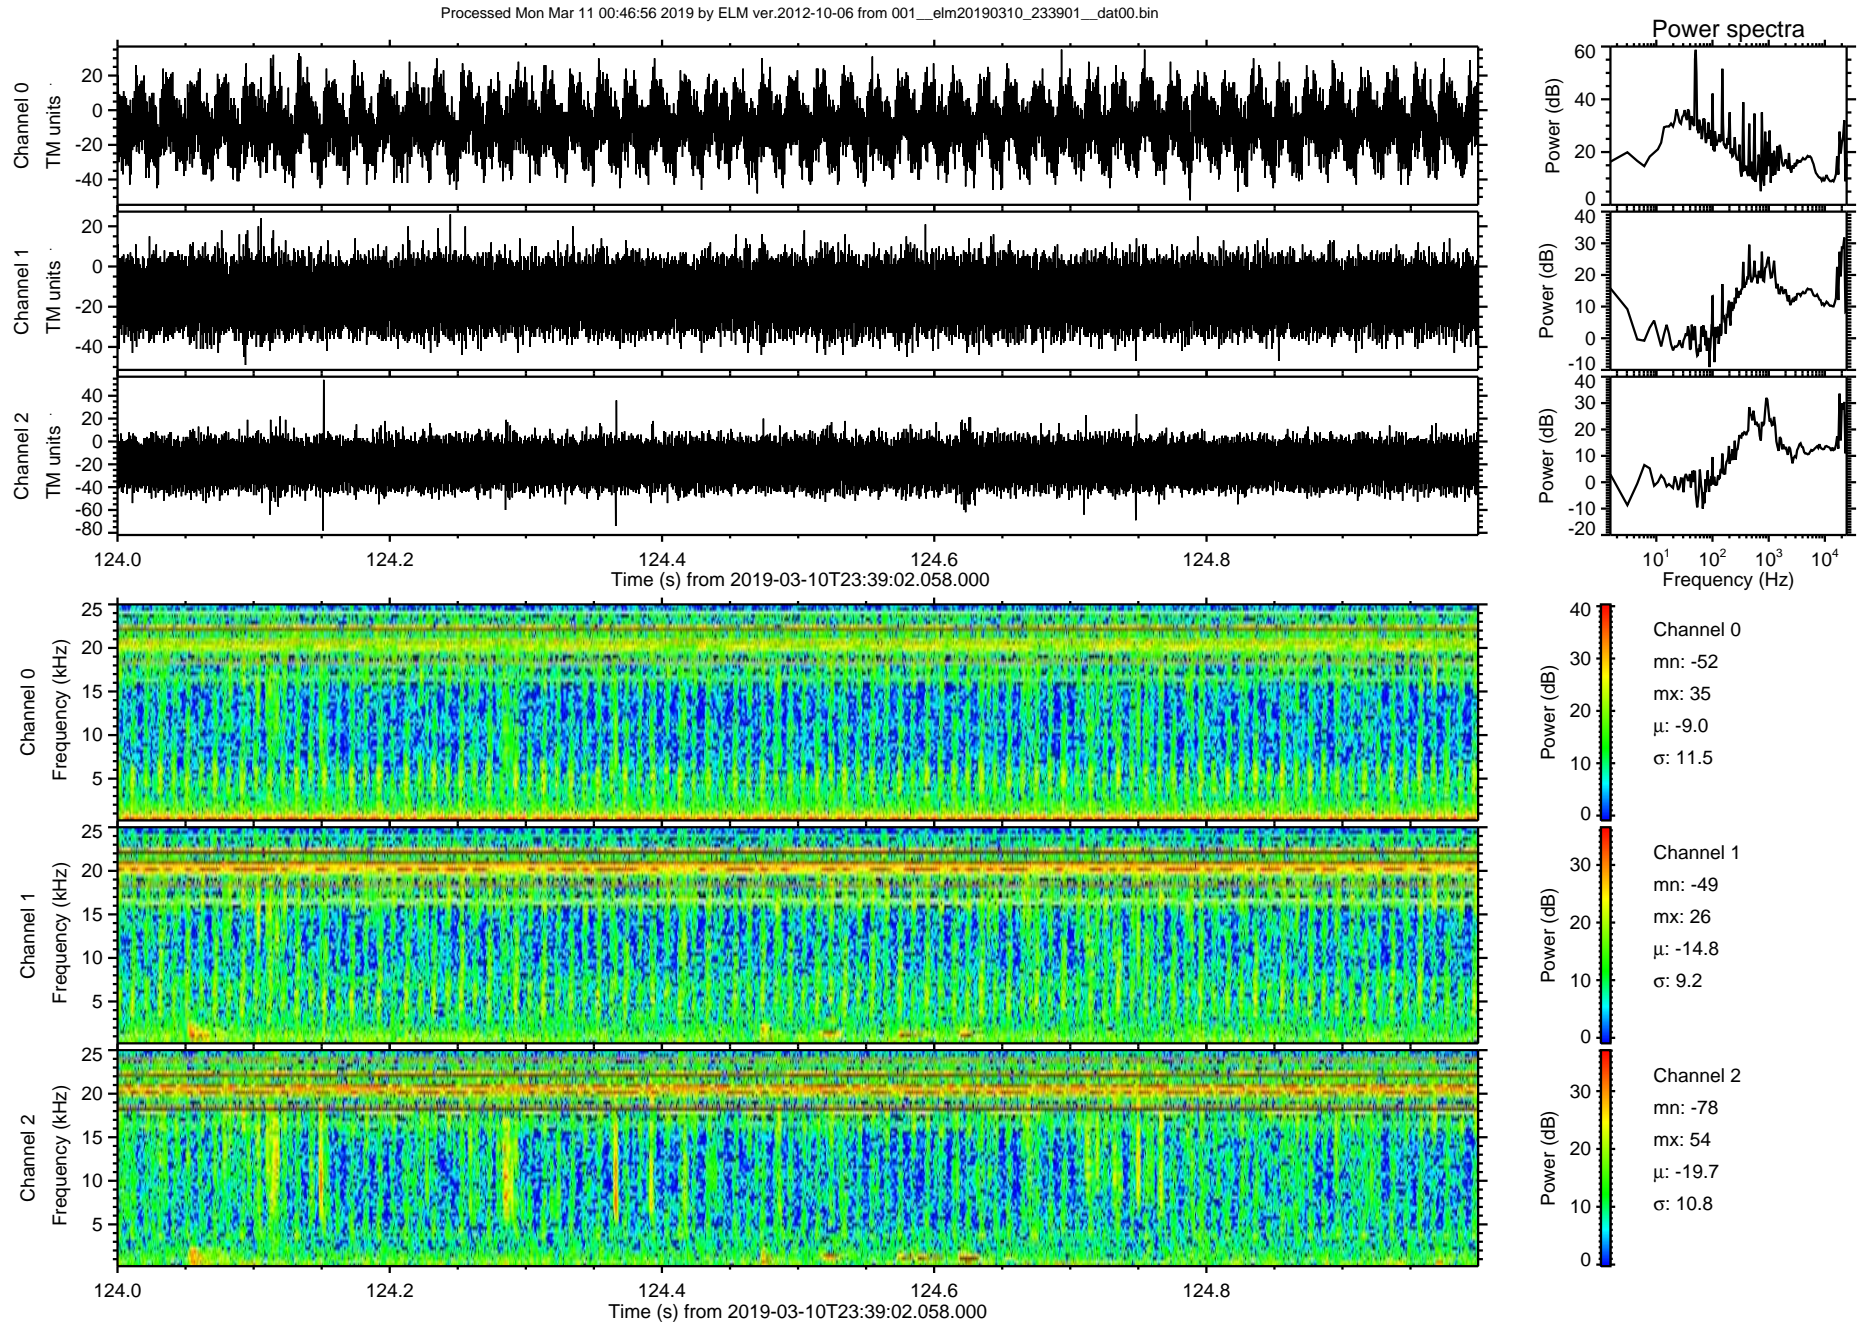 Processed Mon Mar 11 00:46:56 2019 by ELM ver.2012-10-06 from 001__elm20190310_233901__dat00.bin
Power spectra
Channel 0
TM units
20
0
-20
-40
Power (dB)
60
40
20
0
Channel 1
TM units
20
0
-20
-40
Power (dB)
40
30
20
10
0
-10
Channel 2
TM units
40
20
0
-20
-40
-60
-80
Power (dB)
40
30
20
10
0
-10
-20
124.0 124.2 124.4 124.6 124.8
Time (s) from 2019-03-10T23:39:02.058.000
10¹ 10² 10³ 10⁴
Frequency (Hz)
Channel 0
Frequency (kHz)
25
20
15
10
5
Power (dB)
40
30
20
10
0
Channel 0
mn: -52
mx: 35
μ: -9.0
σ: 11.5
Channel 1
Frequency (kHz)
25
20
15
10
5
Power (dB)
30
20
10
0
Channel 1
mn: -49
mx: 26
μ: -14.8
σ: 9.2
Channel 2
Frequency (kHz)
25
20
15
10
5
Power (dB)
30
20
10
0
Channel 2
mn: -78
mx: 54
μ: -19.7
σ: 10.8
124.0 124.2 124.4 124.6 124.8
Time (s) from 2019-03-10T23:39:02.058.000